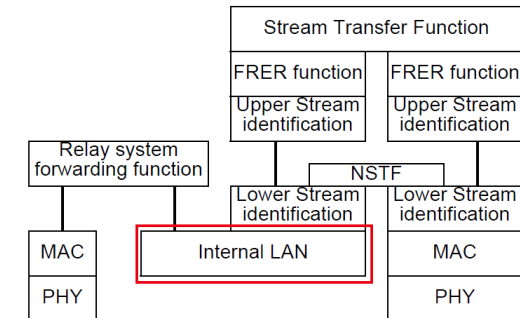 Stream Transfer Function
FRER function
FRER function
Upper Stream
identification
Upper Stream
identification
Relay system
forwarding function
NSTF
Lower Stream
identification
Lower Stream
identification
MAC
Internal LAN
MAC
PHY
PHY